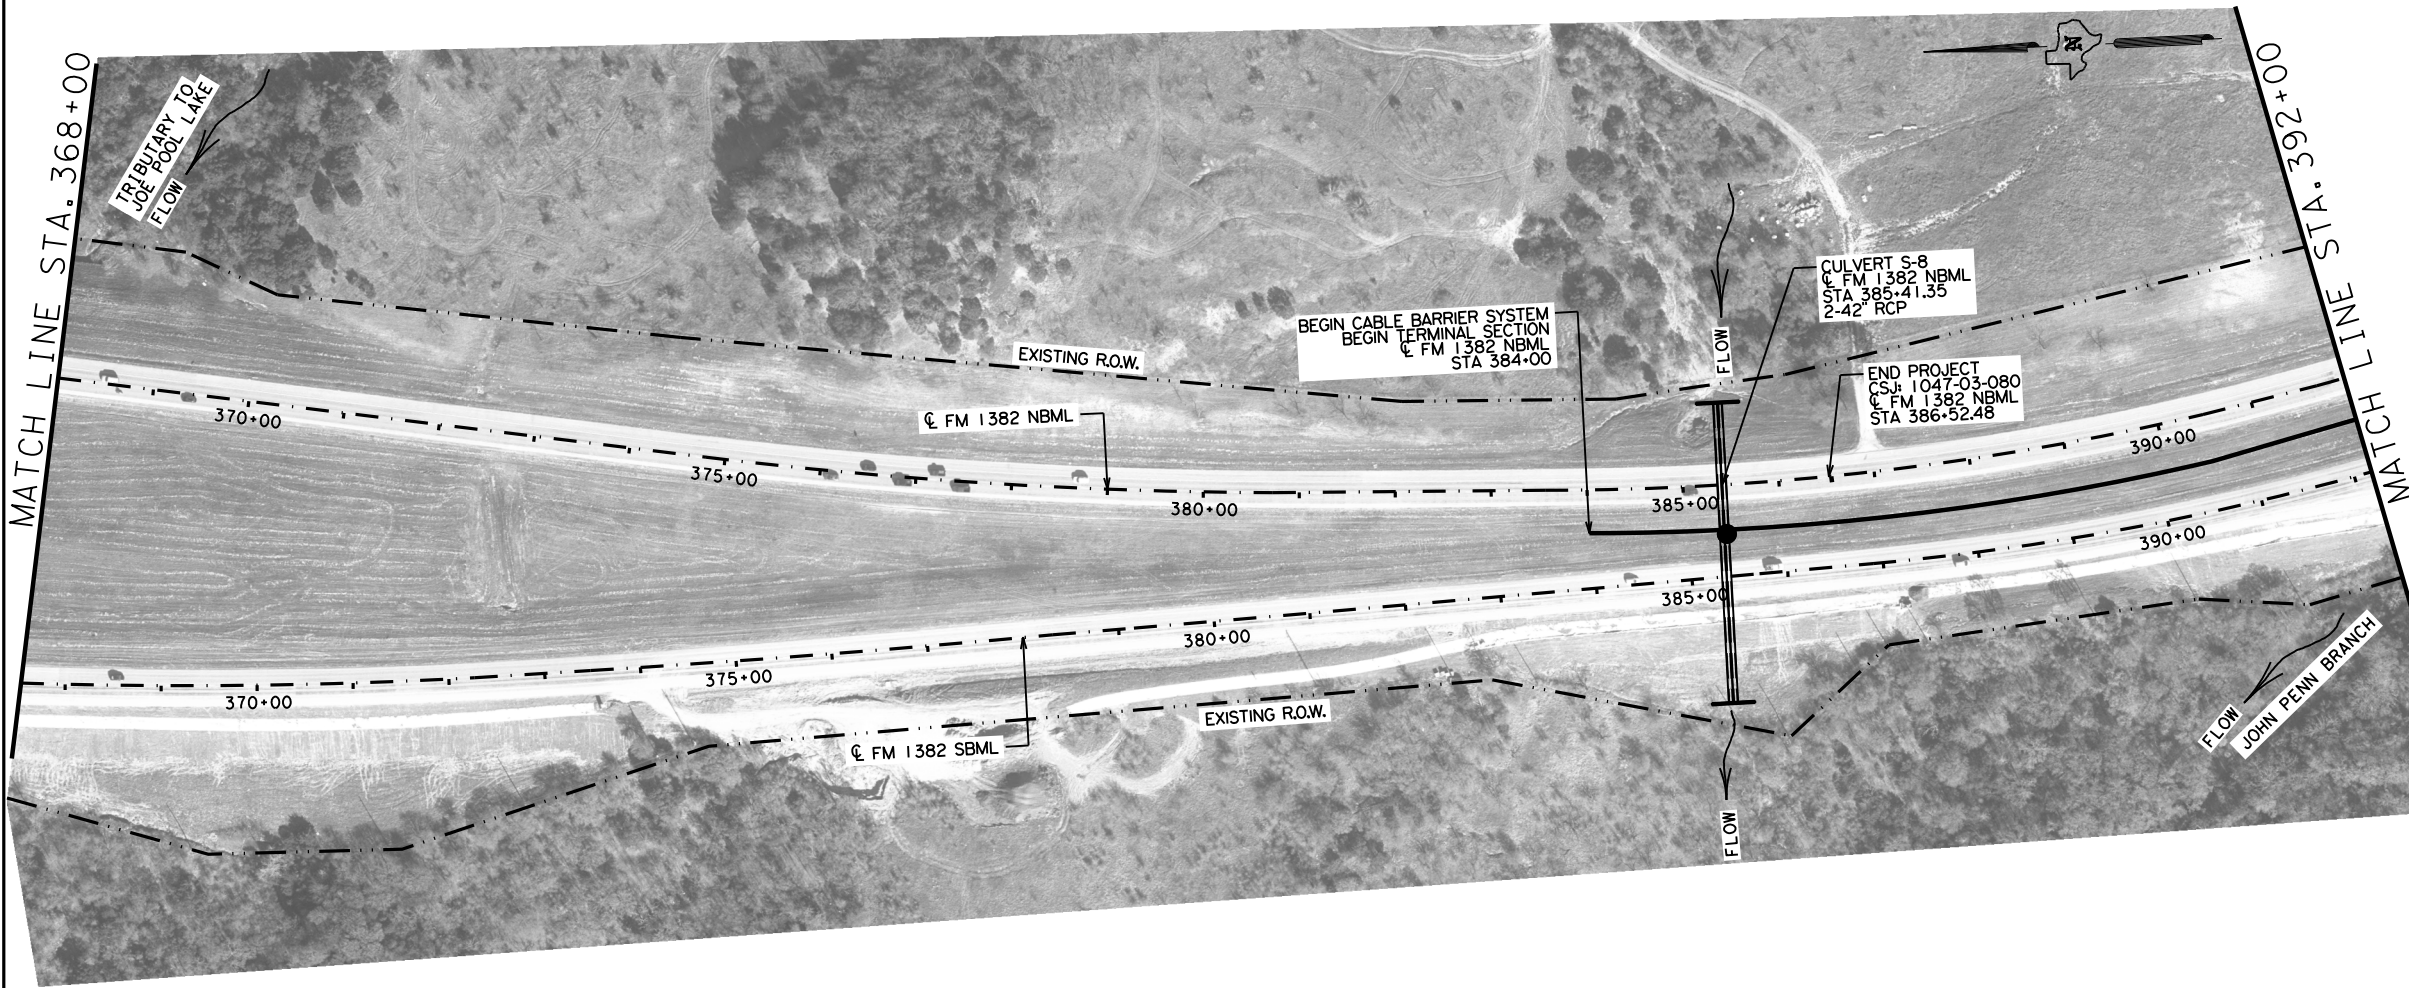 MATCH LINE STA. 368+00
TRIBUTARY TO
JOE POOL LAKE
FLOW
370+00
375+00
℄ FM 1382 NBML
EXISTING R.O.W.
380+00
BEGIN CABLE BARRIER SYSTEM
BEGIN TERMINAL SECTION
℄ FM 1382 NBML
STA 384+00
FLOW
CULVERT S-8
℄ FM 1382 NBML
STA 385+41.35
2-42" RCP
END PROJECT
CSJ: 1047-03-080
℄ FM 1382 NBML
STA 386+52.48
385+00
390+00
MATCH LINE STA. 392+00
370+00
375+00
℄ FM 1382 SBML
380+00
EXISTING R.O.W.
385+00
390+00
FLOW
FLOW
JOHN PENN BRANCH